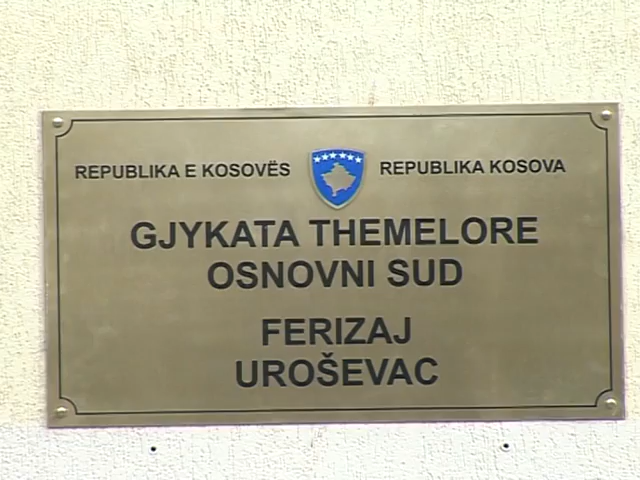 REPUBLIKA E KOSOVËS REPUBLIKA KOSOVA
GJYKATA THEMELORE
OSNOVNI SUD
FERIZAJ
UROŠEVAC